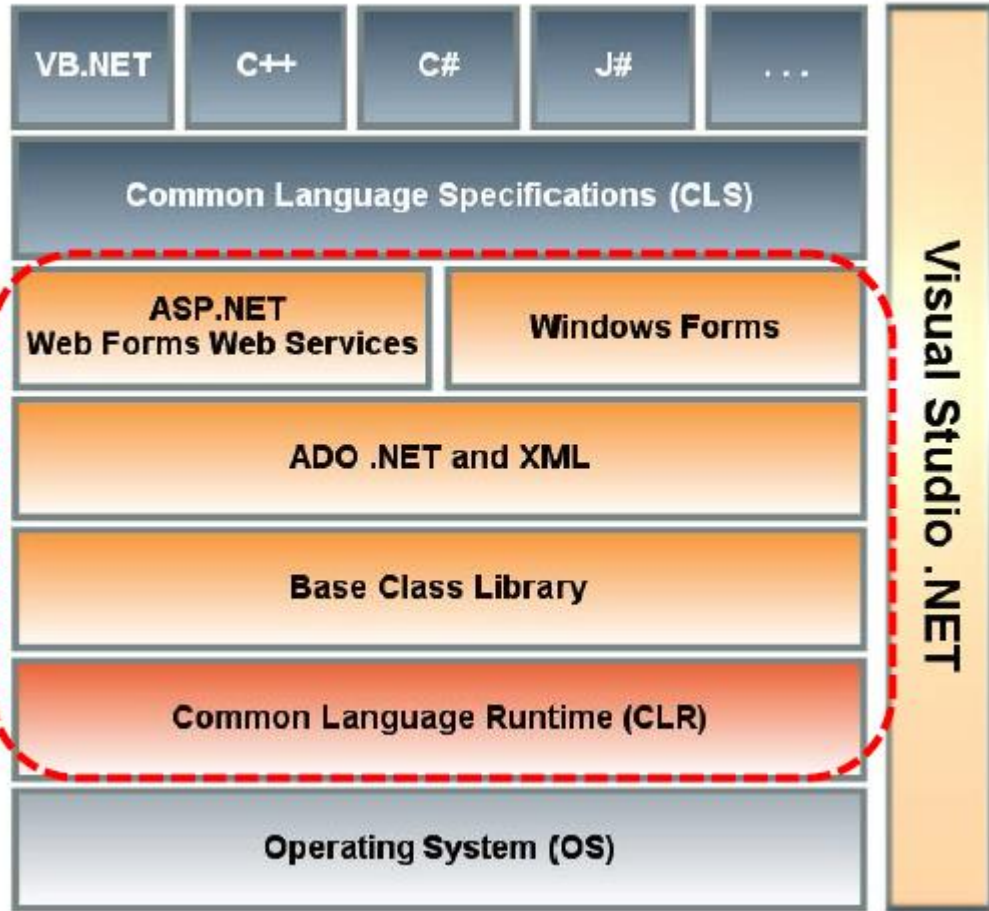 VB.NET
C++
C#
J#
. . .
Common Language Specifications (CLS)
ASP.NET
Web Forms Web Services
Windows Forms
ADO .NET and XML
Base Class Library
Common Language Runtime (CLR)
Operating System (OS)
Visual Studio .NET